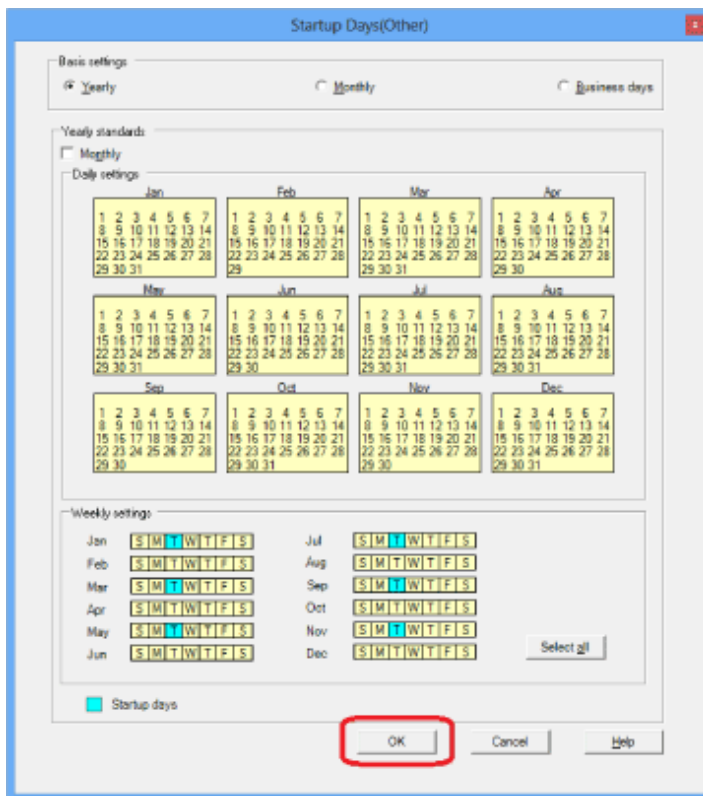 Startup Days(Other)
x
Basis settings
Yearly Monthly Business days
Yearly standards
Monthly
Daily settings
Jan Feb Mar Apr
1 2 3 4 5 6 7 1 2 3 4 5 6 7 1 2 3 4 5 6 7 1 2 3 4 5 6 7
8 9 10 11 12 13 14 8 9 10 11 12 13 14 8 9 10 11 12 13 14 8 9 10 11 12 13 14
15 16 17 18 19 20 21 15 16 17 18 19 20 21 15 16 17 18 19 20 21 15 16 17 18 19 20 21
22 23 24 25 26 27 28 22 23 24 25 26 27 28 22 23 24 25 26 27 28 22 23 24 25 26 27 28
29 30 31 29 29 30 31 29 30
May Jun Jul Aug
1 2 3 4 5 6 7 1 2 3 4 5 6 7 1 2 3 4 5 6 7 1 2 3 4 5 6 7
8 9 10 11 12 13 14 8 9 10 11 12 13 14 8 9 10 11 12 13 14 8 9 10 11 12 13 14
15 16 17 18 19 20 21 15 16 17 18 19 20 21 15 16 17 18 19 20 21 15 16 17 18 19 20 21
22 23 24 25 26 27 28 22 23 24 25 26 27 28 22 23 24 25 26 27 28 22 23 24 25 26 27 28
29 30 31 29 30 29 30 31 29 30 31
Sep Oct Nov Dec
1 2 3 4 5 6 7 1 2 3 4 5 6 7 1 2 3 4 5 6 7 1 2 3 4 5 6 7
8 9 10 11 12 13 14 8 9 10 11 12 13 14 8 9 10 11 12 13 14 8 9 10 11 12 13 14
15 16 17 18 19 20 21 15 16 17 18 19 20 21 15 16 17 18 19 20 21 15 16 17 18 19 20 21
22 23 24 25 26 27 28 22 23 24 25 26 27 28 22 23 24 25 26 27 28 22 23 24 25 26 27 28
29 30 29 30 31 29 30 29 30 31
Weekly settings
Jan S M T W T F S Jul S M T W T F S
Feb S M T W T F S Aug S M T W T F S
Mar S M T W T F S Sep S M T W T F S
Apr S M T W T F S Oct S M T W T F S
May S M T W T F S Nov S M T W T F S
Jun S M T W T F S Dec S M T W T F S
Select all
Startup days
OK Cancel Help